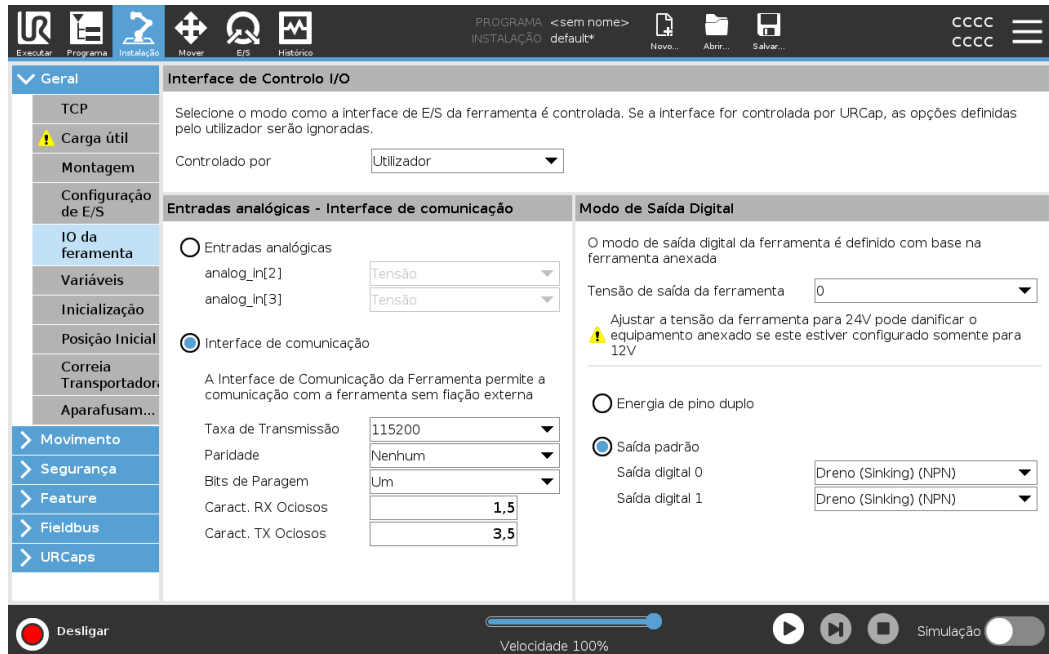 PROGRAMA <sem nome>
INSTALAÇÃO default*
CCCC
CCCC
Executar Programa Instalação Mover E/S Histórico Novo... Abrir... Salvar...
Geral
TCP
Carga útil
Montagem
Configuração
de E/S
IO da
feramenta
Variáveis
Inicialização
Posição Inicial
Correia
Transportador
Aparafusam...
Movimento
Segurança
Feature
Fieldbus
URCaps
Interface de Controlo I/O
Selecione o modo como a interface de E/S da ferramenta é controlada. Se a interface for controlada por URCap, as opções definidas
pelo utilizador serão ignoradas.
Controlado por Utilizador
Entradas analógicas - Interface de comunicação
Entradas analógicas
analog_in[2] Tensão
analog_in[3] Tensão
Interface de comunicação
A Interface de Comunicação da Ferramenta permite a
comunicação com a ferramenta sem fiação externa
Taxa de Transmissão 115200
Paridade Nenhum
Bits de Paragem Um
Caract. RX Ociosos 1,5
Caract. TX Ociosos 3,5
Modo de Saída Digital
O modo de saída digital da ferramenta é definido com base na
ferramenta anexada
Tensão de saída da ferramenta 0
Ajustar a tensão da ferramenta para 24V pode danificar o
equipamento anexado se este estiver configurado somente para
12V
Energia de pino duplo
Saída padrão
Saída digital 0 Dreno (Sinking) (NPN)
Saída digital 1 Dreno (Sinking) (NPN)
Desligar
Velocidade 100%
Simulação